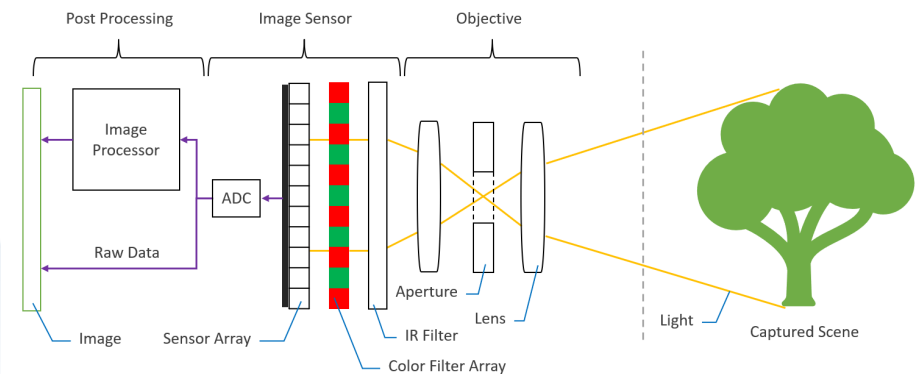 Post Processing
Image Sensor
Objective
Image
Processor
ADC
Raw Data
Aperture
Lens
Light
Captured Scene
Image
Sensor Array
IR Filter
Color Filter Array